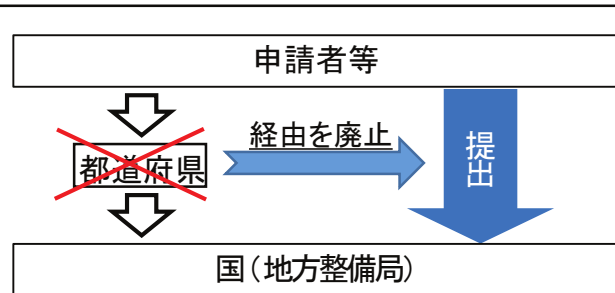 申請者等
経由を廃止
都道府県
提出
国(地方整備局)